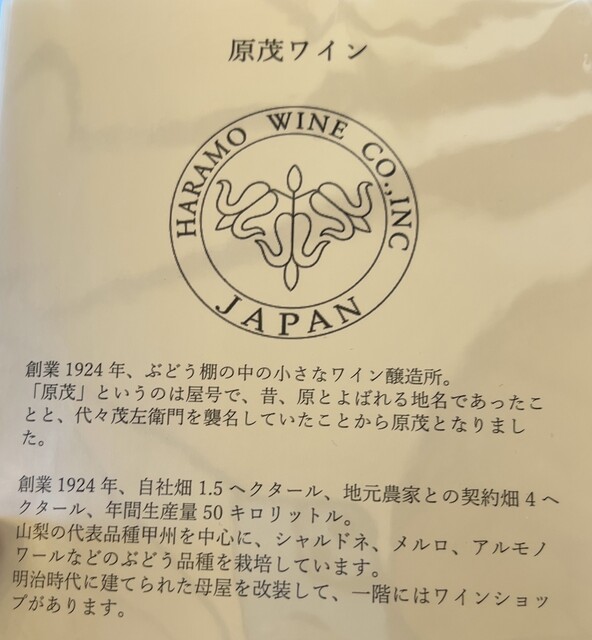 原茂ワイン
HARAMO WINE CO.,INC
JAPAN
創業1924年、ぶどう棚の中の小さなワイン醸造所。
「原茂」というのは屋号で、昔、原とよばれる地名であったこ
とと、代々茂左衛門を襲名していたことから原茂となりまし
た。
創業1924年、自社畑1.5ヘクタール、地元農家との契約畑4ヘ
クタール、年間生産量50キロリットル。
山梨の代表品種甲州を中心に、シャルドネ、メルロ、アルモノ
ワールなどのぶどう品種を栽培しています。
明治時代に建てられた母屋を改装して、一階にはワインショッ
プがあります。